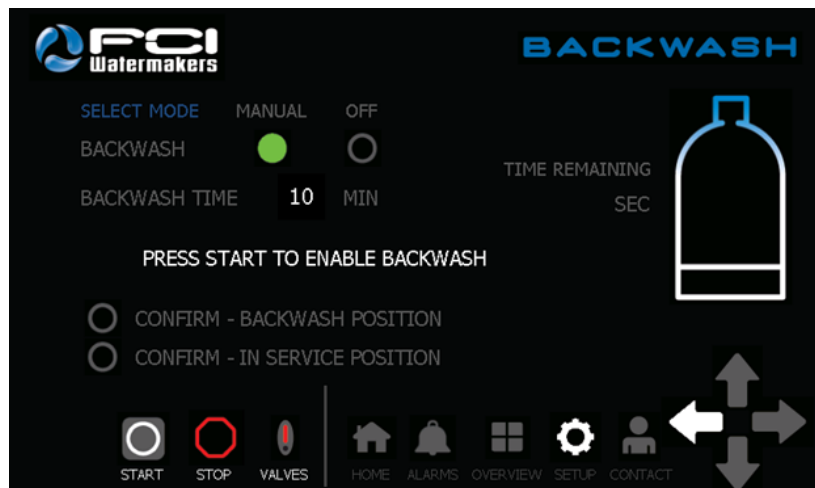 FCI
Watermakers
BACKWASH
SELECT MODE MANUAL OFF
BACKWASH
BACKWASH TIME 10 MIN
TIME REMAINING
SEC
PRESS START TO ENABLE BACKWASH
CONFIRM - BACKWASH POSITION
CONFIRM - IN SERVICE POSITION
START STOP VALVES HOME ALARMS OVERVIEW SETUP CONTACT